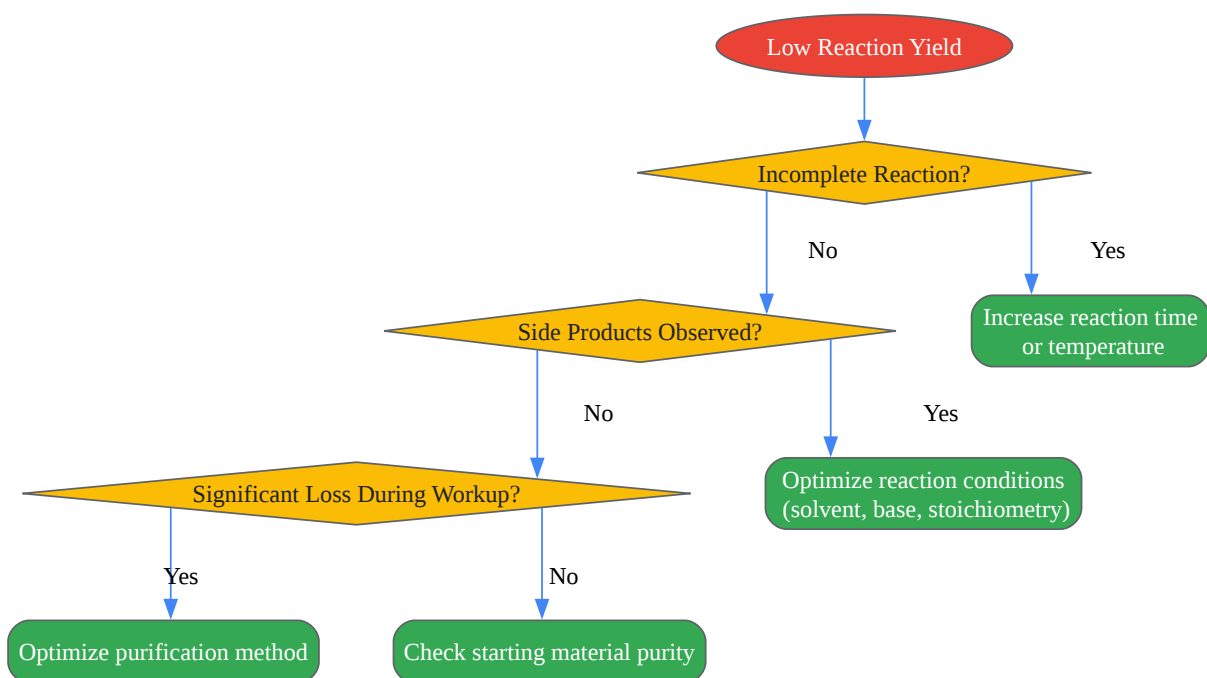 Low Reaction Yield
Incomplete Reaction?
No
Yes
Increase reaction time
or temperature
Side Products Observed?
No
Yes
Optimize reaction conditions
(solvent, base, stoichiometry)
Significant Loss During Workup?
Yes
No
Optimize purification method
Check starting material purity